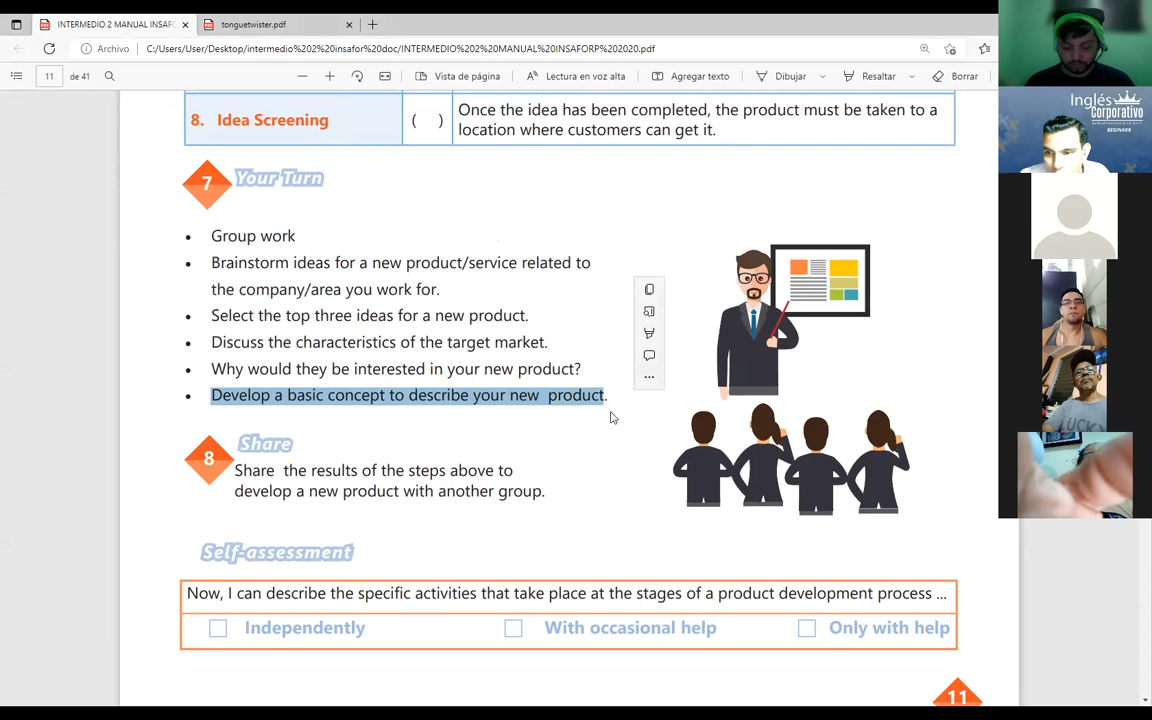 INTERMEDIO 2 MANUAL INSAF
tonguetwister.pdf
Archivo
C:/Users/User/Desktop/intermedio%202%20insafor%20doc/INTERMEDIO%202%20MANUAL%20INSAFORP%202020.pdf
11 de 41
Vista de página
Lectura en voz alta
Agregar texto
Dibujar
Resaltar
Borrar
8. Idea Screening ( ) Once the idea has been completed, the product must be taken to a
location where customers can get it.
7 Your Turn
• Group work
• Brainstorm ideas for a new product/service related to
the company/area you work for.
• Select the top three ideas for a new product.
• Discuss the characteristics of the target market.
• Why would they be interested in your new product?
• Develop a basic concept to describe your new product.
8 Share
Share the results of the steps above to
develop a new product with another group.
Self-assessment
Now, I can describe the specific activities that take place at the stages of a product development process ...
Independently
With occasional help
Only with help
11
Inglés
Corporativo
BEGINNER